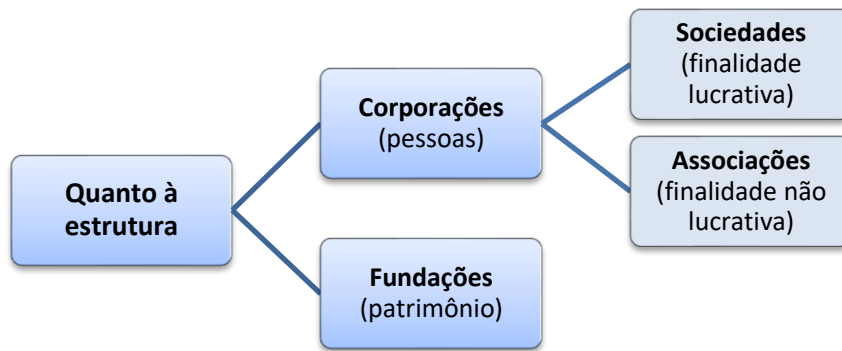 Quanto à
estrutura
Corporações
(pessoas)
Sociedades
(finalidade
lucrativa)
Associações
(finalidade não
lucrativa)
Fundações
(patrimônio)